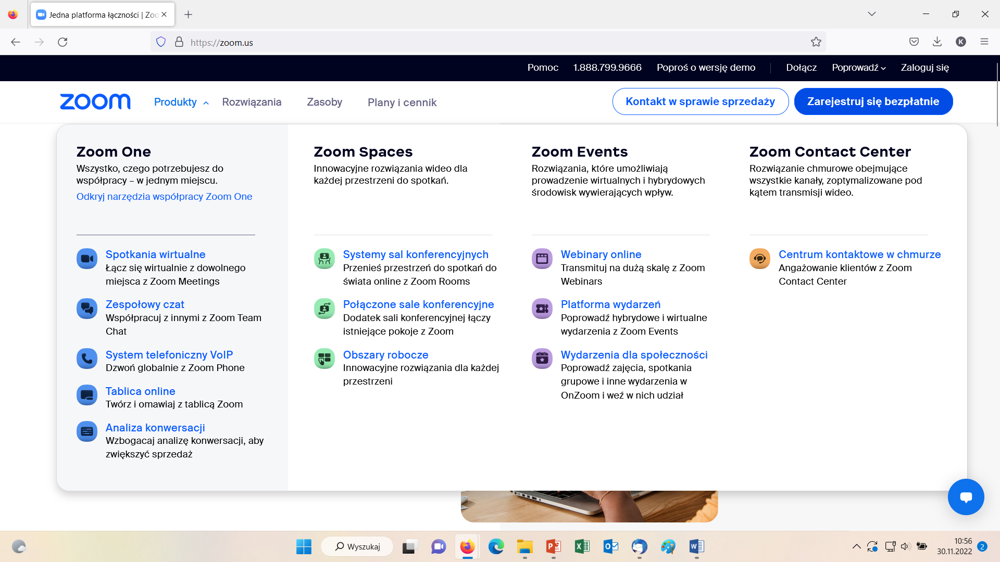 Jedna platforma łączności | Zoo
https://zoom.us
K
Pomoc 1.888.799.9666 Poproś o wersję demo Dołącz Poprowadź Zaloguj się
zoom Produkty Rozwiązania Zasoby Plany i cennik Kontakt w sprawie sprzedaży Zarejestruj się bezpłatnie
Zoom One
Wszystko, czego potrzebujesz do
współpracy – w jednym miejscu.
Odkryj narzędzia współpracy Zoom One
Spotkania wirtualne
Łącz się wirtualnie z dowolnego
miejsca z Zoom Meetings
Zespołowy czat
Współpracuj z innymi z Zoom Team
Chat
System telefoniczny VoIP
Dzwoń globalnie z Zoom Phone
Tablica online
Twórz i omawiaj z tablicą Zoom
Analiza konwersacji
Wzbogacaj analizę konwersacji, aby
zwiększyć sprzedaż
Zoom Spaces
Innowacyjne rozwiązania wideo dla
każdej przestrzeni do spotkań.
Systemy sal konferencyjnych
Przenieś przestrzeń do spotkań do
świata online z Zoom Rooms
Połączone sale konferencyjne
Dodatek sali konferencyjnej łączy
istniejące pokoje z Zoom
Obszary robocze
Innowacyjne rozwiązania dla każdej
przestrzeni
Zoom Events
Rozwiązania, które umożliwiają
prowadzenie wirtualnych i hybrydowych
środowisk wywierających wpływ.
Webinary online
Transmituj na dużą skalę z Zoom
Webinars
Platforma wydarzeń
Poprowadź hybrydowe i wirtualne
wydarzenia z Zoom Events
Wydarzenia dla społeczności
Poprowadź zajęcia, spotkania
grupowe i inne wydarzenia w
OnZoom i weź w nich udział
Zoom Contact Center
Rozwiązanie chmurowe obejmujące
wszystkie kanały, zoptymalizowane pod
kątem transmisji wideo.
Centrum kontaktowe w chmurze
Angażowanie klientów z Zoom
Contact Center
Wyszukaj
10:56
30.11.2022
2